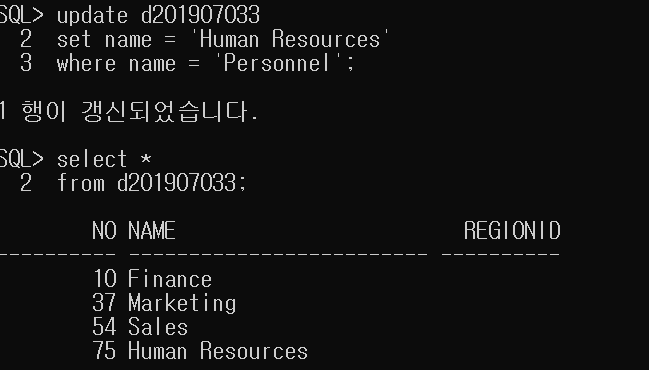 SQL> update d201907033
2 set name = 'Human Resources'
3 where name = 'Personnel';
1 행이 갱신되었습니다.
SQL> select *
2 from d201907033;
NO NAME REGIONID
---------- ------------------------- ----------
10 Finance
37 Marketing
54 Sales
75 Human Resources